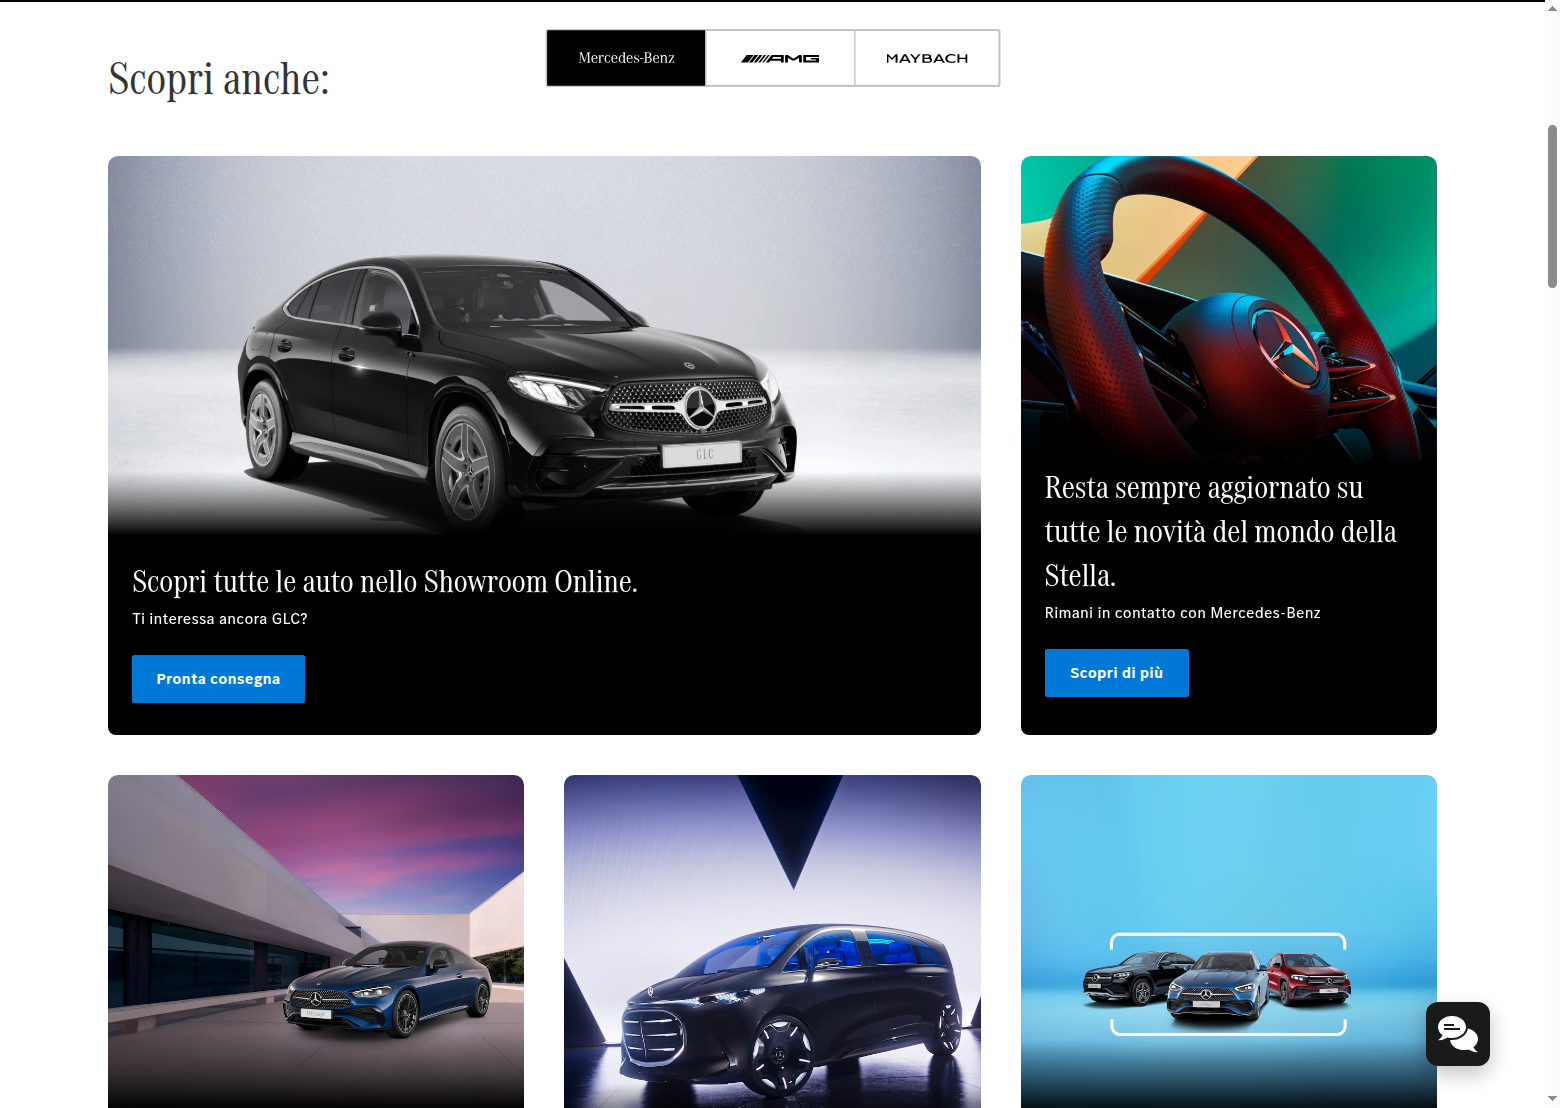 Mercedes-Benz
AMG
MAYBACH
Scopri anche:
GLC
Scopri tutte le auto nello Showroom Online.
Ti interessa ancora GLC?
Pronta consegna
Resta sempre aggiornato su
tutte le novità del mondo della
Stella.
Rimani in contatto con Mercedes-Benz
Scopri di più